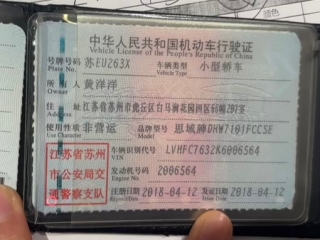 中华人民共和国机动车行驶证
Vehicle License of the People's Republic of China
号牌号码 苏EU263X 车辆类型 小型轿车
Plate No. Vehicle Type
所有人 黄洋洋
Owner
住址 江苏省苏州市虎丘区白马涧花园四区
Address
使用性质 非营运 品牌型号 思域牌DHW7101FCCSE
Use Character Model
江苏省苏州市公安局交通警察支队
车辆识别代号 LVHFC7632K6006564
VIN
发动机号码 2006564
Engine No.
注册日期 2018-04-12 发证日期 2018-04-12
Register Date Issue Date